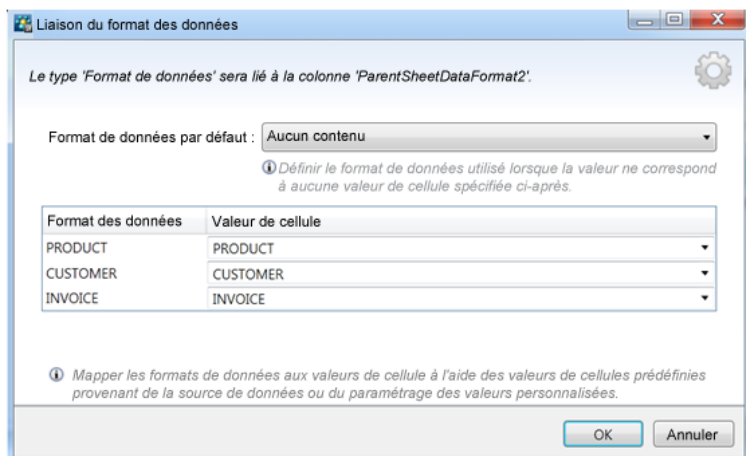 Liaison du format des données
Le type 'Format de données' sera lié à la colonne 'ParentSheetDataFormat2'.
Format de données par défaut : Aucun contenu
Définir le format de données utilisé lorsque la valeur ne correspond
à aucune valeur de cellule spécifiée ci-après.
Format des données Valeur de cellule
PRODUCT PRODUCT
CUSTOMER CUSTOMER
INVOICE INVOICE
Mapper les formats de données aux valeurs de cellule à l'aide des valeurs de cellules prédéfinies
provenant de la source de données ou du paramétrage des valeurs personnalisées.
OK Annuler